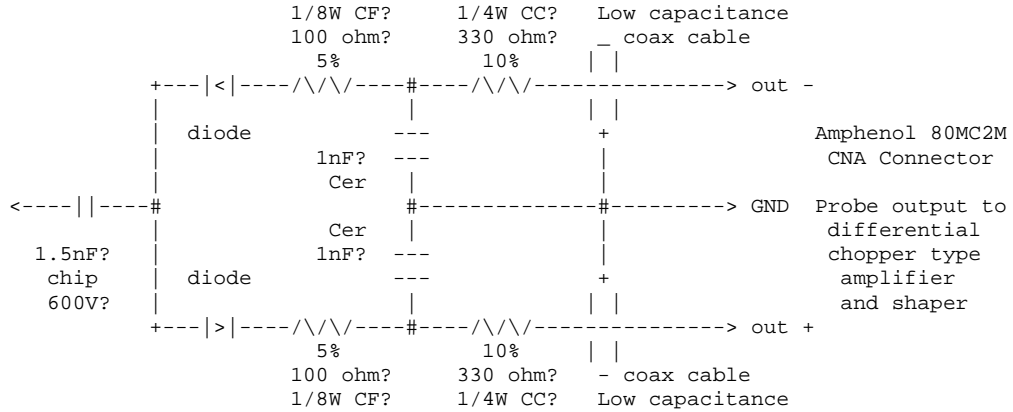 1/8W CF? 1/4W CC? Low capacitance
100 ohm? 330 ohm? _ coax cable
5% 10% | |
+---|<|----/\/\/----#----/\/\/---------------> out -
| | | |
| diode --- + Amphenol 80MC2M
| 1nF? --- | CNA Connector
| Cer | |
<----||----# #--------------#---------> GND Probe output to
| Cer | | differential
1.5nF? | 1nF? --- | chopper type
chip | diode --- + amplifier
600V? | | | | and shaper
+---|>|----/\/\/----#----/\/\/---------------> out +
5% 10% | |
100 ohm? 330 ohm? - coax cable
1/8W CF? 1/4W CC? Low capacitance